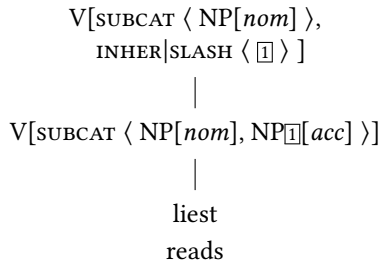 V[SUBCAT ⟨ NP[nom] ⟩,
INHER|SLASH ⟨ 1 ⟩ ]
V[SUBCAT ⟨ NP[nom], NP1[acc] ⟩]
liest
reads